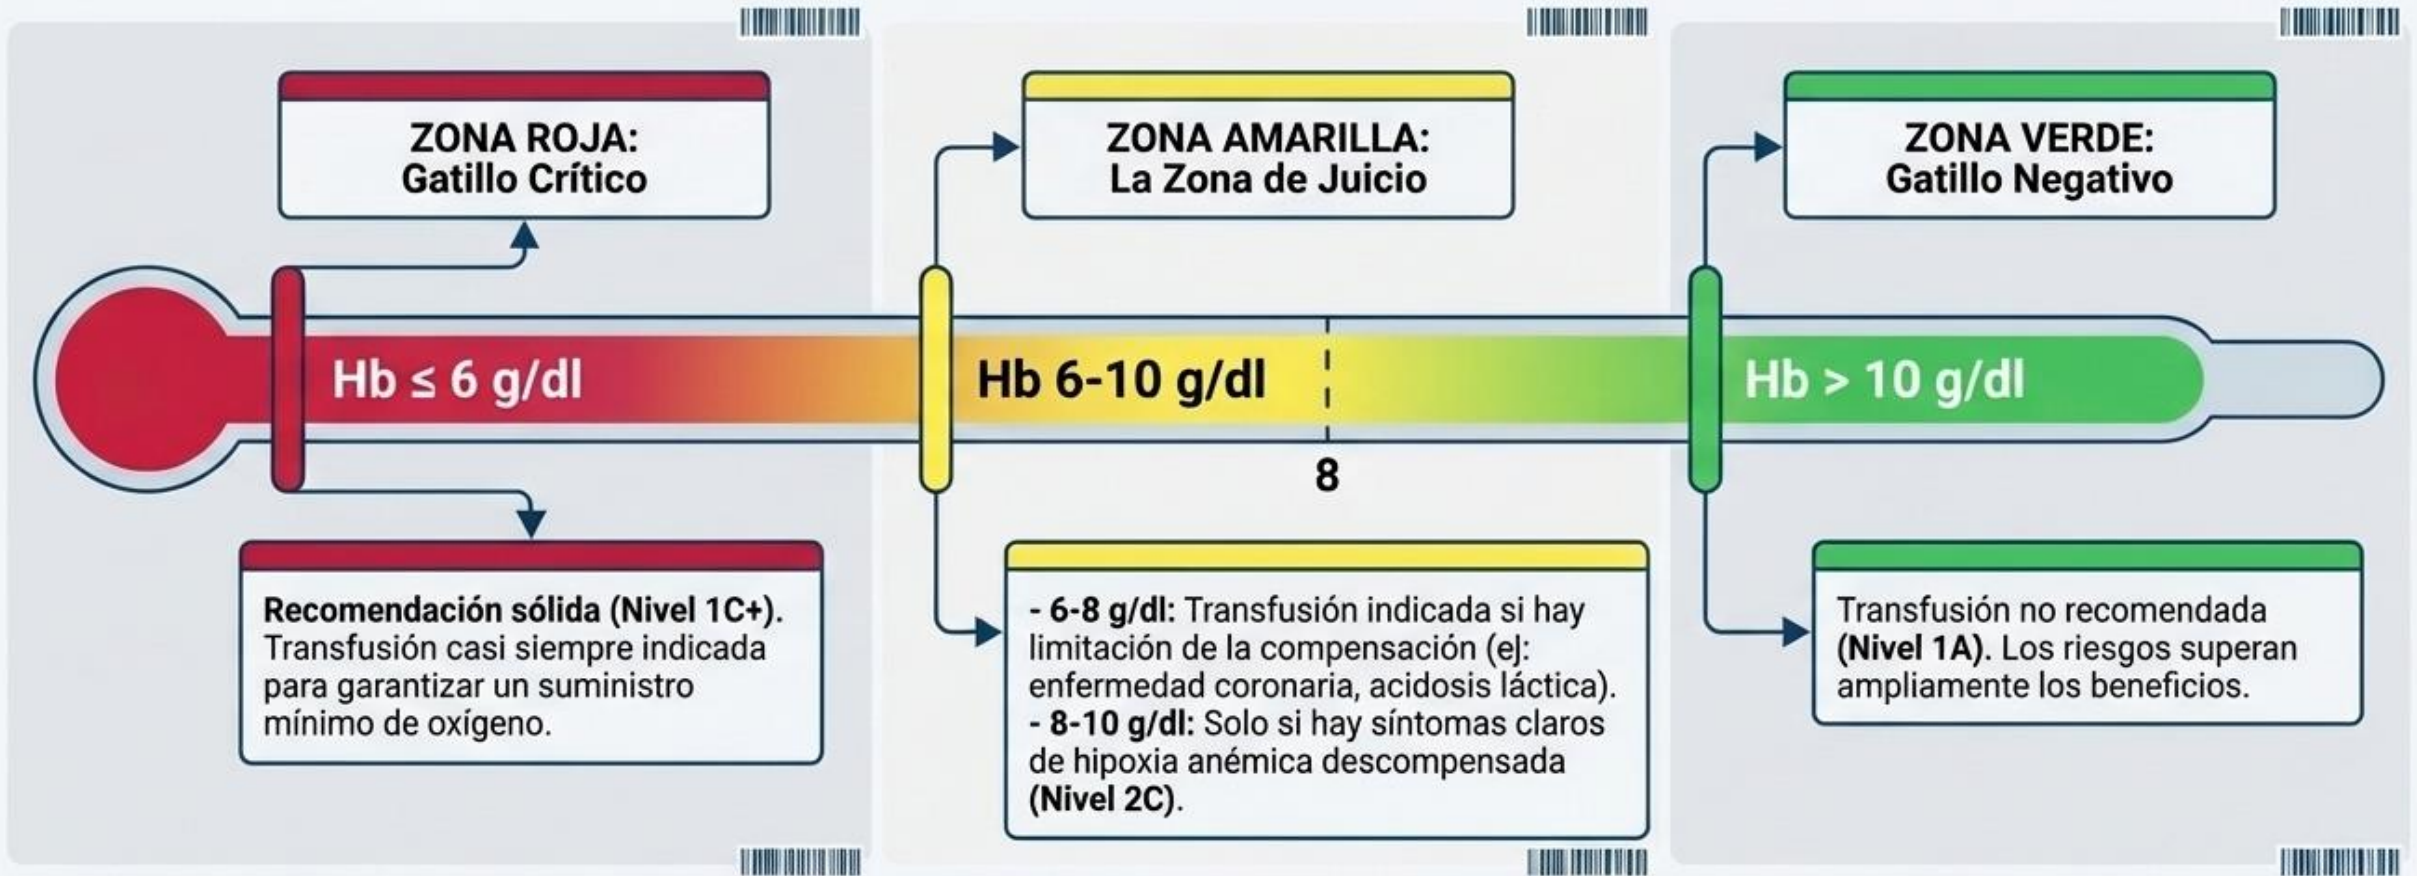 ZONA ROJA:
Gatillo Crítico
ZONA AMARILLA:
La Zona de Juicio
ZONA VERDE:
Gatillo Negativo
Hb ≤ 6 g/dl
Hb 6-10 g/dl
Hb > 10 g/dl
8
Recomendación sólida (Nivel 1C+).
Transfusión casi siempre indicada
para garantizar un suministro
mínimo de oxígeno.
- 6-8 g/dl: Transfusión indicada si hay
limitación de la compensación (ej:
enfermedad coronaria, acidosis láctica).
- 8-10 g/dl: Solo si hay síntomas claros
de hipoxia anémica descompensada
(Nivel 2C).
Transfusión no recomendada
(Nivel 1A). Los riesgos superan
ampliamente los beneficios.